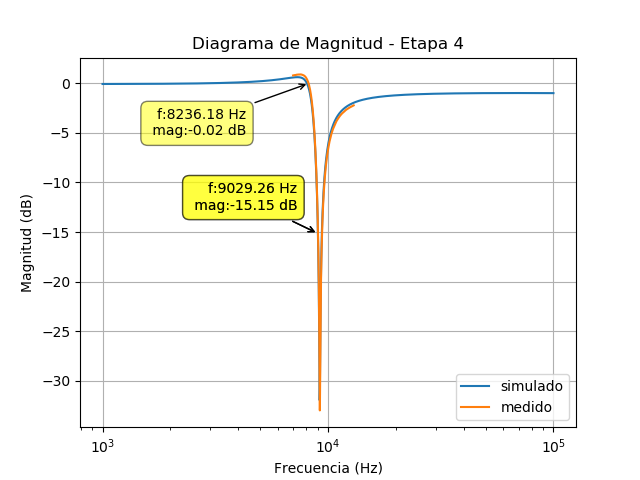 Diagrama de Magnitud - Etapa 4
Magnitud (dB)
0
−5
−10
−15
−20
−25
−30
f:8236.18 Hz
mag:-0.02 dB
f:9029.26 Hz
mag:-15.15 dB
simulado
medido
10³
10⁴
10⁵
Frecuencia (Hz)